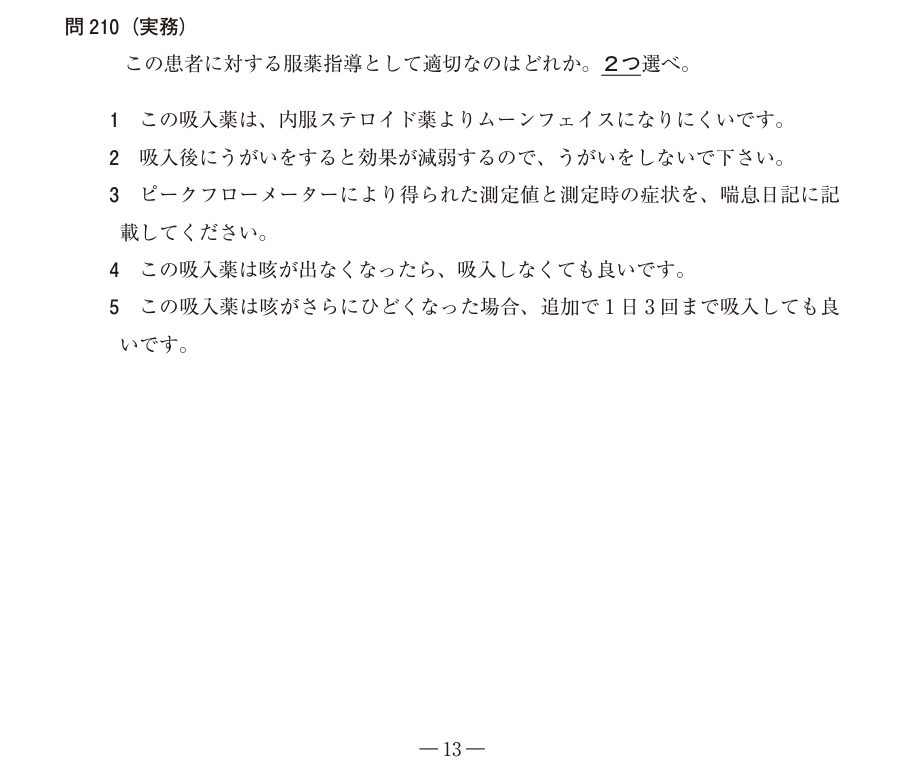 問 210（実務）
この患者に対する服薬指導として適切なのはどれか。２つ選べ。
1　この吸入薬は、内服ステロイド薬よりムーンフェイスになりにくいです。
2　吸入後にうがいをすると効果が減弱するので、うがいをしないで下さい。
3　ピークフローメーターにより得られた測定値と測定時の症状を、喘息日記に記
載してください。
4　この吸入薬は咳が出なくなったら、吸入しなくても良いです。
5　この吸入薬は咳がさらにひどくなった場合、追加で１日３回まで吸入しても良
いです。
― 13 ―